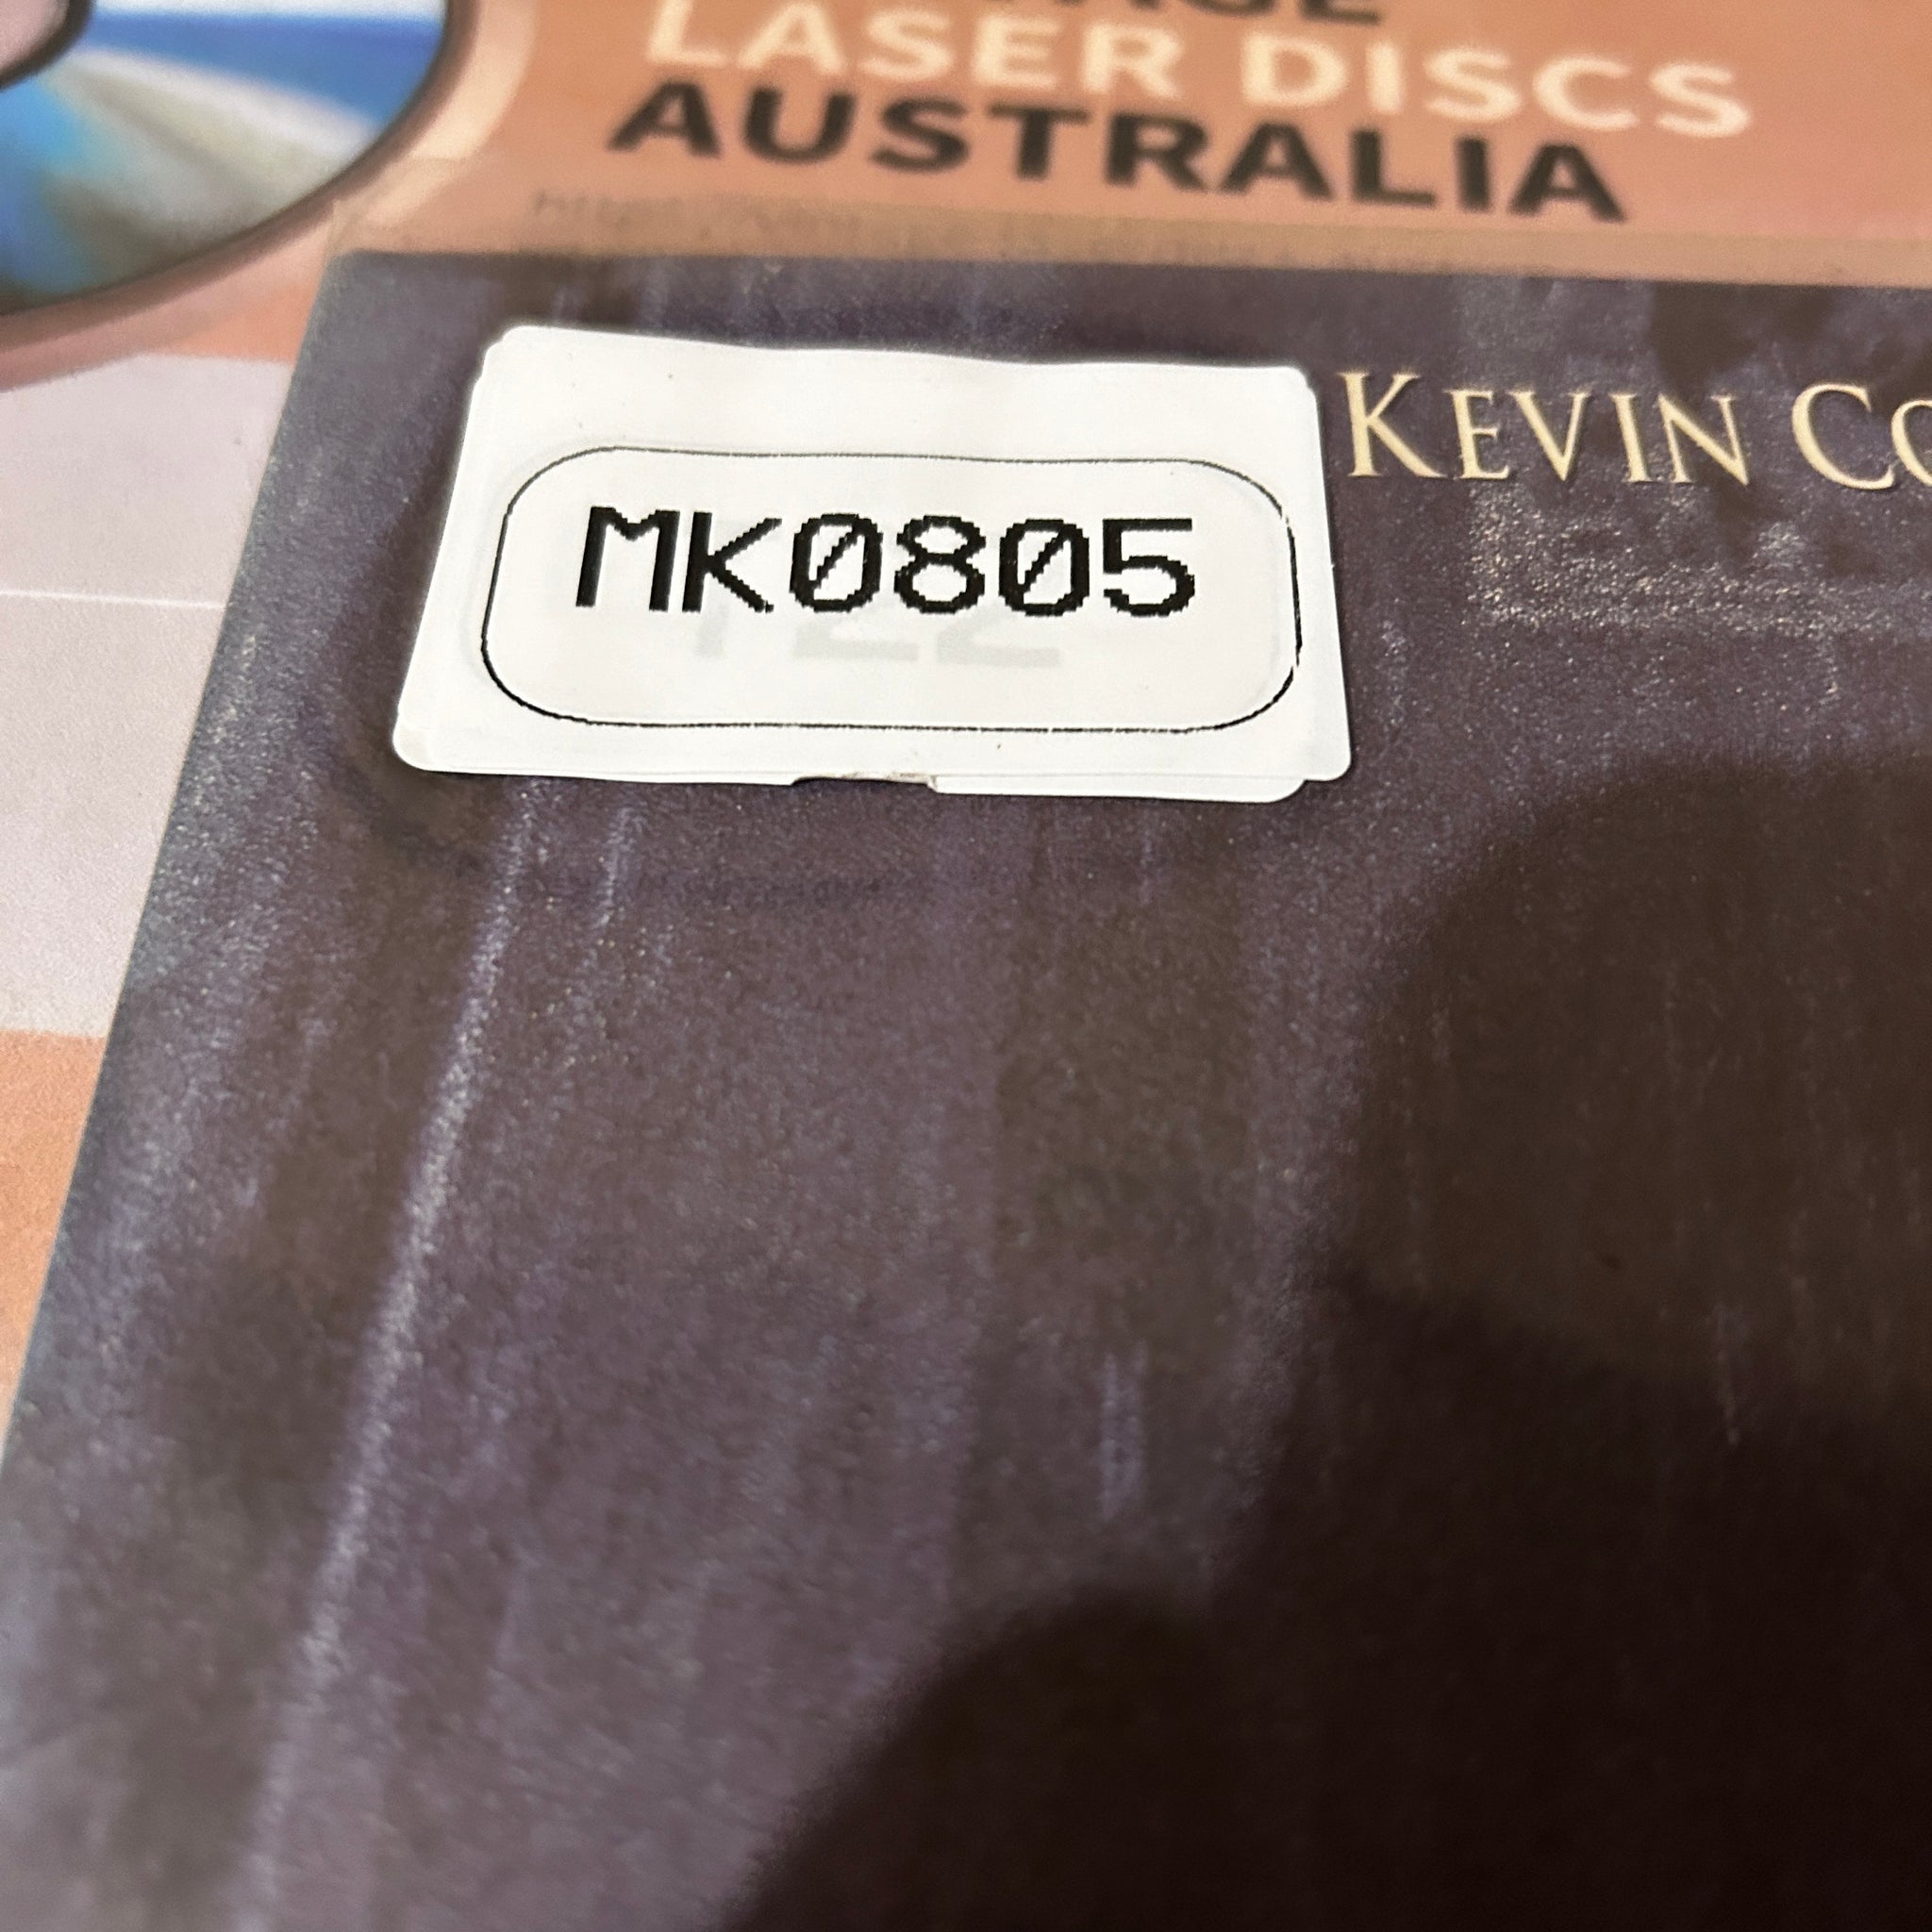 LASER DISCS
AUSTRALIA
MK0805
KEVIN CO